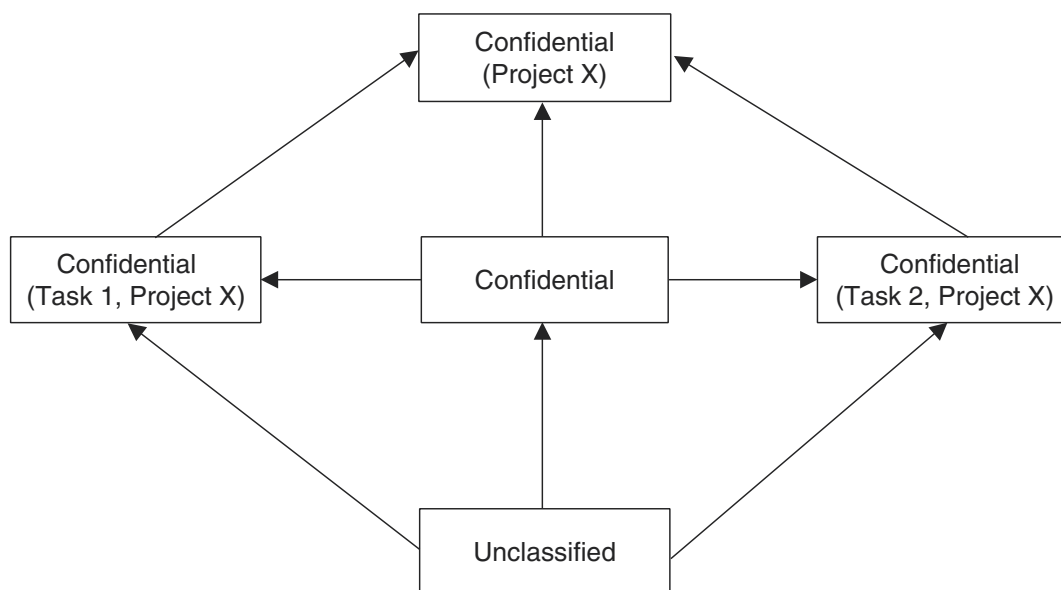 Confidential
(Project X)
Confidential
(Task 1, Project X)
Confidential
Confidential
(Task 2, Project X)
Unclassified